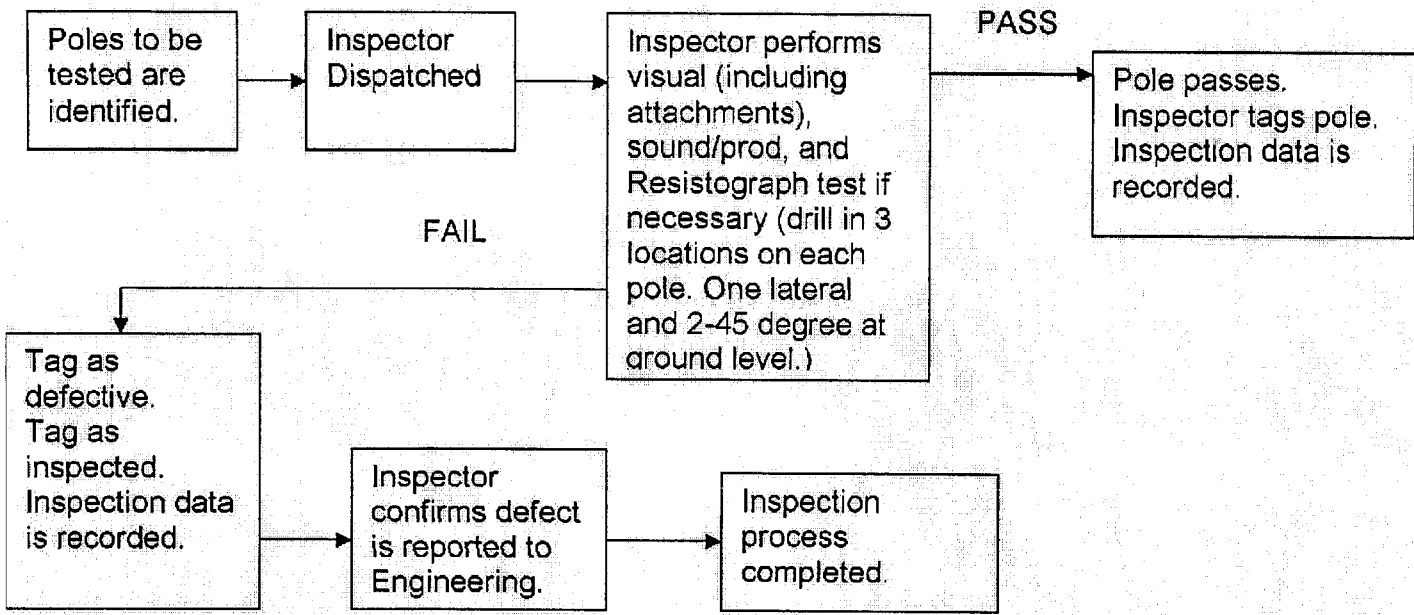 Poles to be
tested are
identified.
Inspector
Dispatched
Inspector performs
visual (including
attachments),
sound/prod, and
Resistograph test if
necessary (drill in 3
locations on each
pole. One lateral
and 2-45 degree at
ground level.)
PASS
Pole passes.
Inspector tags pole.
Inspection data is
recorded.
FAIL
Tag as
defective.
Tag as
inspected.
Inspection data
is recorded.
Inspector
confirms defect
is reported to
Engineering.
Inspection
process
completed.